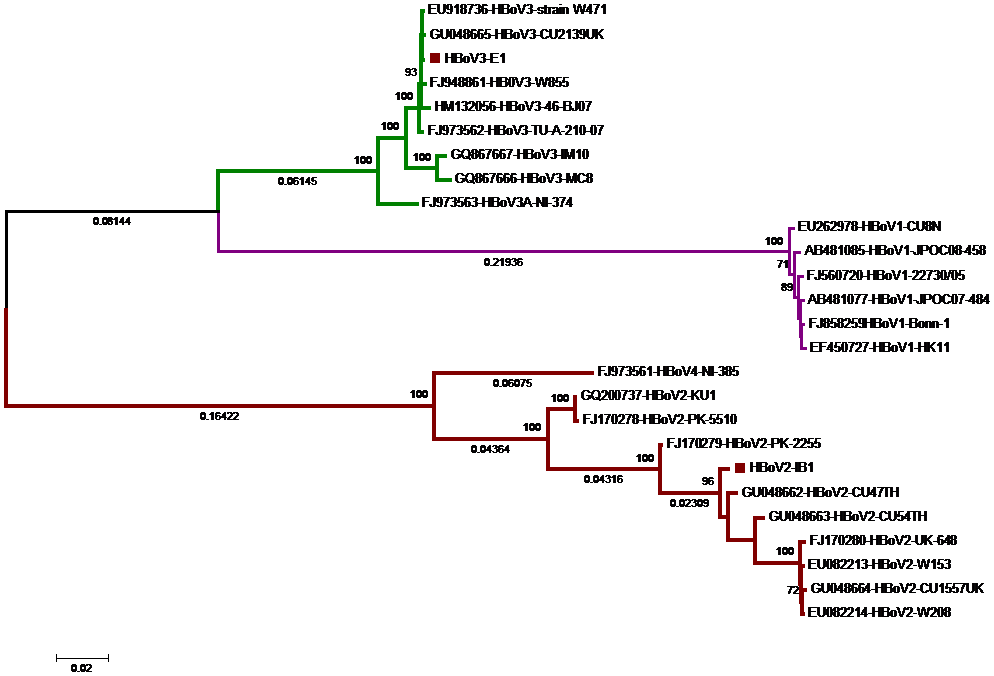 EU918736-HBoV3-strain W471
GU048665-HBoV3-CU2139UK
HBoV3-E1
93
FJ948861-HB0V3-W855
100
HM132056-HBoV3-46-BJ07
100
FJ973562-HBoV3-TU-A-210-07
100
100
GQ867667-HBoV3-IM10
0.06145
GQ867666-HBoV3-MC8
FJ973563-HBoV3A-NI-374
0.08144
EU262978-HBoV1-CU8N
100
AB481085-HBoV1-JPOC08-458
0.21936
71
FJ560720-HBoV1-22730/05
89
AB481077-HBoV1-JPOC07-484
FJ858259HBoV1-Bonn-1
EF450727-HBoV1-HK11
FJ973561-HBoV4-NI-385
0.06075
100
100
GQ200737-HBoV2-KU1
0.16422
FJ170278-HBoV2-PK-5510
100
0.04364
FJ170279-HBoV2-PK-2255
100
HBoV2-IB1
0.04316
96
GU048662-HBoV2-CU47TH
0.02309
GU048663-HBoV2-CU54TH
FJ170280-HBoV2-UK-648
100
EU082213-HBoV2-W153
72
GU048664-HBoV2-CU1557UK
EU082214-HBoV2-W208
0.02